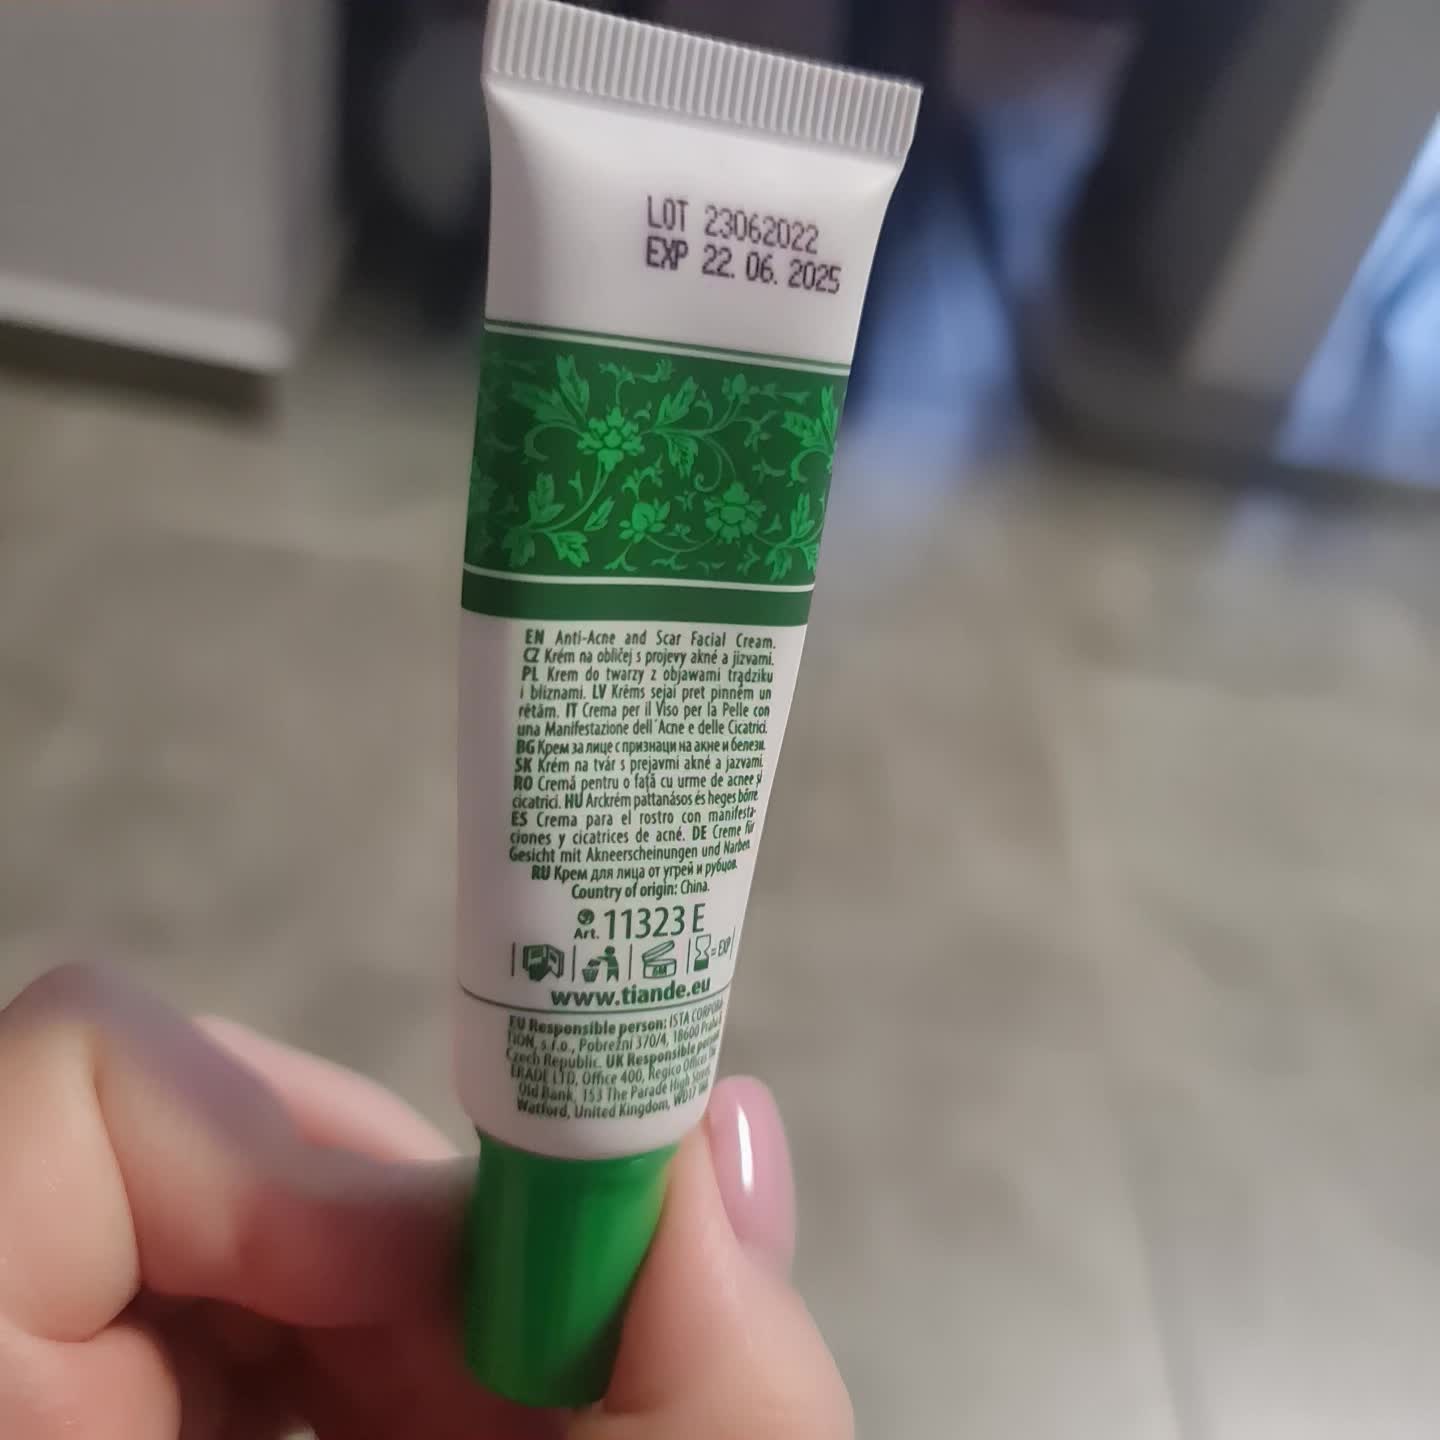 LOT 23062022
EXP 22. 06. 2025
EN Anti-Acne and Scar Facial Cream.
CZ Krém na obličej s projevy akné a jizvami.
PL Krem do twarzy z objawami trądziku
i bliznami. LV Krēms sejai pret pinnēm un
rētām. IT Crema per il Viso per la Pelle con
una Manifestazione dell'Acne e delle Cicatrici.
BG Крем за лице с признаци на акне и белези.
SK Krém na tvár s prejavmi akné a jazvami.
RO Cremă pentru o față cu urme de acnee și
cicatrici. HU Arckrém pattanásos és heges bőrre
ES Crema para el rostro con manifesta-
ciones y cicatrices de acné. DE Creme für
Gesicht mit Akneerscheinungen und Narben
RU Крем для лица от угрей и рубцов.
Country of origin: China.
Art. 11323 E
6M = EXP
www.tiande.eu
EU Responsible person: ISTA CORPORA-
TION, s.r.o., Pobrežní 370/4, 18600 Praha
Czech Republic. UK Responsible person
ERADE LTD, Office 400, Regico Offices The
Old Bank, 153 The Parade High Street,
Watford, United Kingdom, WD17